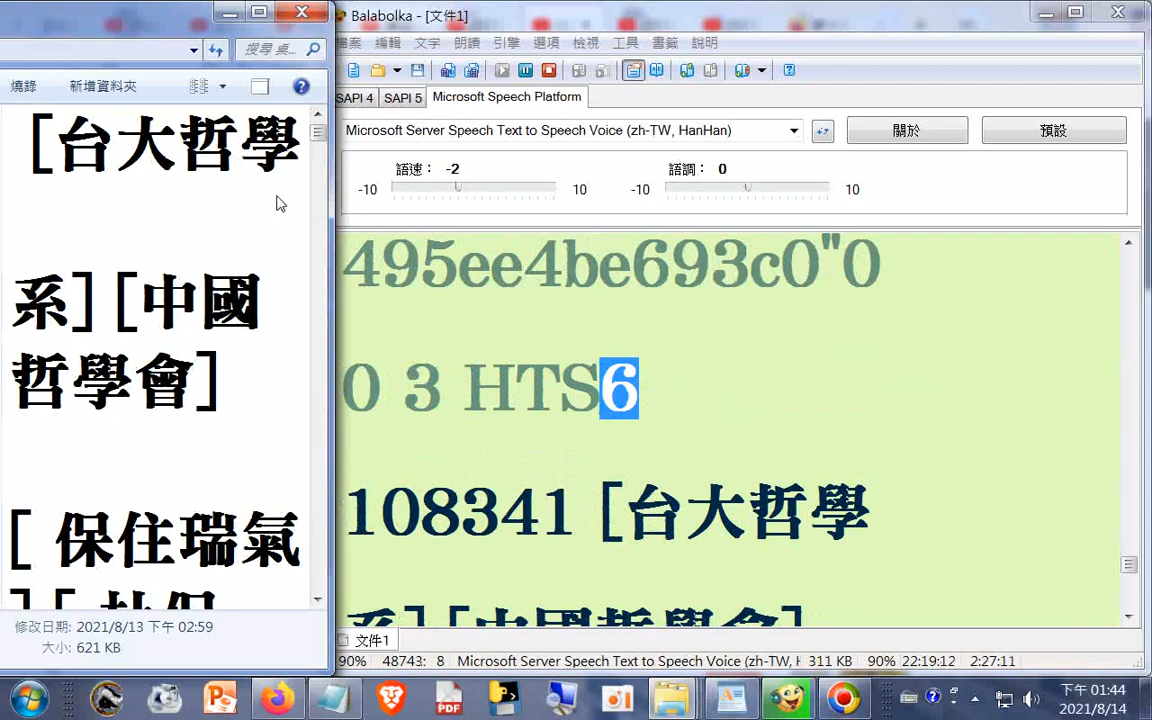 搜尋 桌...
燒錄 新增資料夾
[台大哲學
系][中國
哲學會]
[ 保住瑞氣
修改日期: 2021/8/13 下午 02:59
大小: 621 KB
Balabolka - [文件1]
檔案 編輯 文字 朗讀 引擎 選項 檢視 工具 書籤 說明
SAPI 4 SAPI 5 Microsoft Speech Platform
Microsoft Server Speech Text to Speech Voice (zh-TW, HanHan) 關於 預設
語速: -2 語調: 0
-10 10 -10 10
495ee4be693c0"0
0 3 HTS6
108341 [台大哲學
系][中國哲學會]
文件1
90% 48743: 8 Microsoft Server Speech Text to Speech Voice (zh-TW, H 311 KB 90% 22:19:12 2:27:11
PDF
下午 01:44
2021/8/14